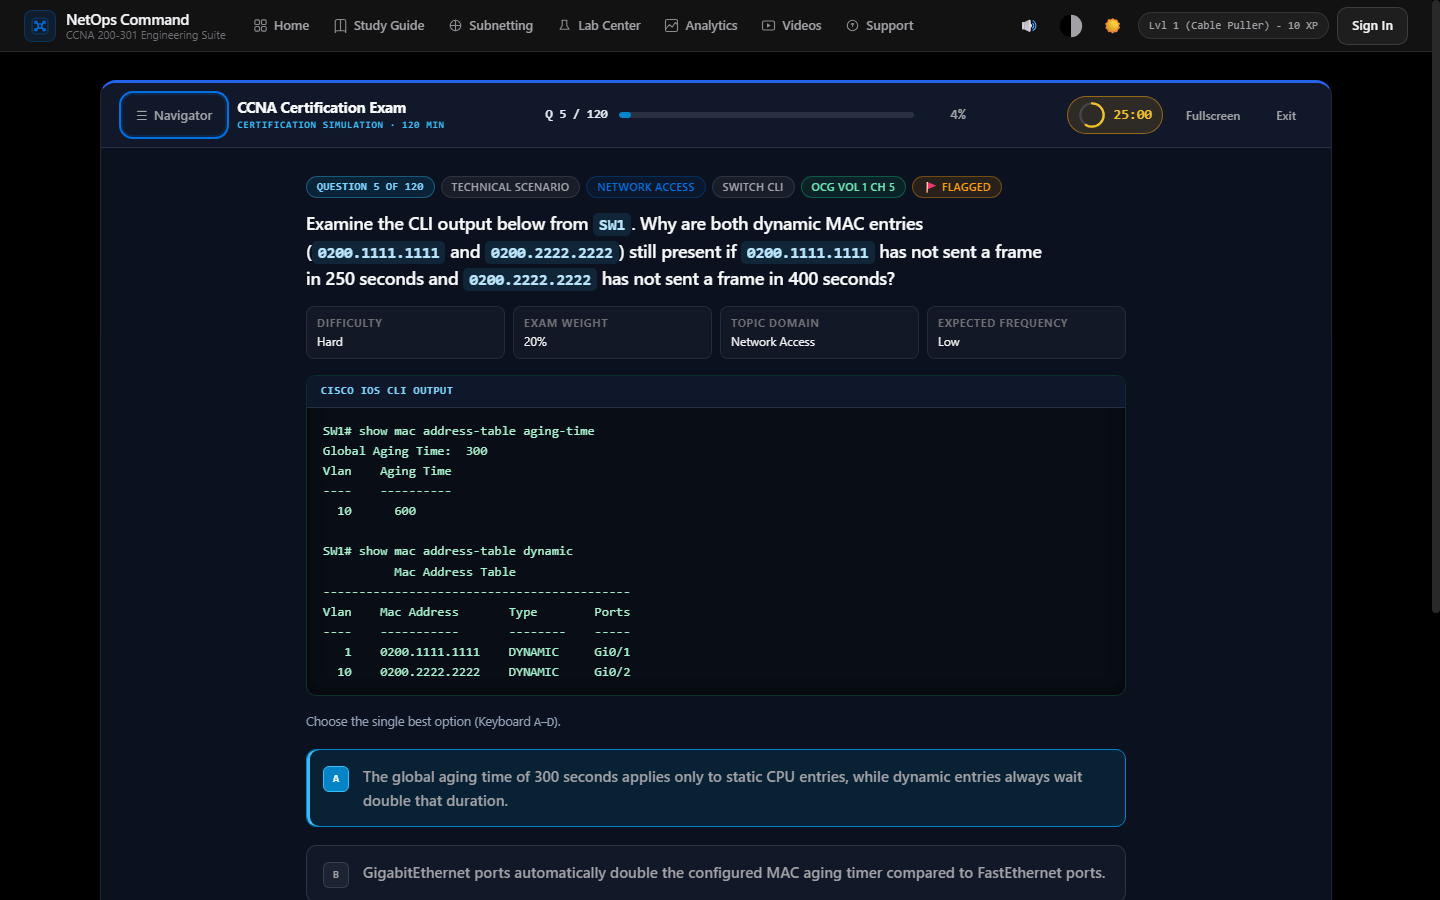 NetOps Command
CCNA 200-301 Engineering Suite
Home
Study Guide
Subnetting
Lab Center
Analytics
Videos
Support
Lvl 1 (Cable Puller) - 10 XP
Sign In
☰ Navigator
CCNA Certification Exam
CERTIFICATION SIMULATION · 120 MIN
Q 5 / 120
4%
25:00
Fullscreen
Exit
QUESTION 5 OF 120
TECHNICAL SCENARIO
NETWORK ACCESS
SWITCH CLI
OCG VOL 1 CH 5
FLAGGED
Examine the CLI output below from SW1. Why are both dynamic MAC entries
(0200.1111.1111 and 0200.2222.2222) still present if 0200.1111.1111 has not sent a frame
in 250 seconds and 0200.2222.2222 has not sent a frame in 400 seconds?
DIFFICULTY
Hard
EXAM WEIGHT
20%
TOPIC DOMAIN
Network Access
EXPECTED FREQUENCY
Low
CISCO IOS CLI OUTPUT
SW1# show mac address-table aging-time
Global Aging Time:  300
Vlan    Aging Time
----    ----------
  10      600
SW1# show mac address-table dynamic
          Mac Address Table
-------------------------------------------
Vlan    Mac Address       Type        Ports
----    -----------       --------    -----
   1    0200.1111.1111    DYNAMIC     Gi0/1
  10    0200.2222.2222    DYNAMIC     Gi0/2
Choose the single best option (Keyboard A–D).
A
The global aging time of 300 seconds applies only to static CPU entries, while dynamic entries always wait
double that duration.
B
GigabitEthernet ports automatically double the configured MAC aging timer compared to FastEthernet ports.